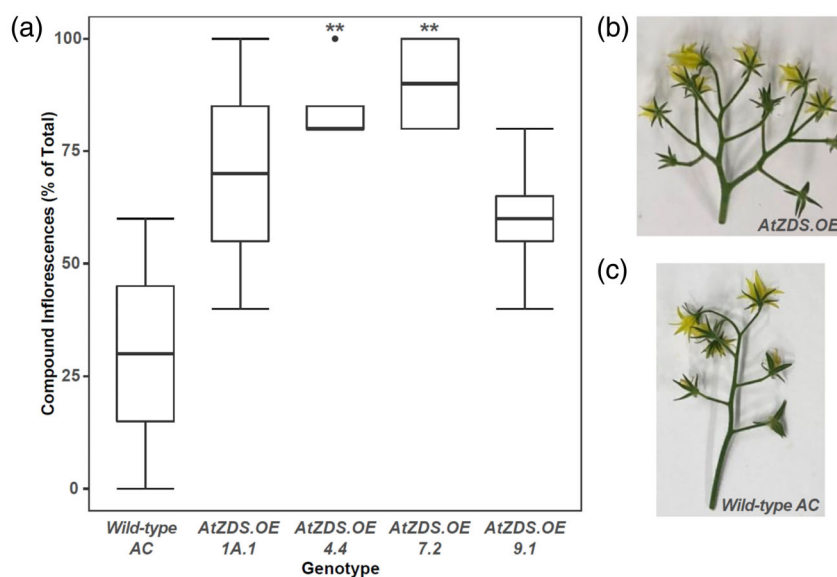 (a)
Compound Inflorescences (% of Total)
100
75
50
25
0
** **
Wild-type AtZDS.OE AtZDS.OE AtZDS.OE AtZDS.OE
AC 1A.1 4.4 7.2 9.1
Genotype
(b)
AtZDS.OE
(c)
Wild-type AC